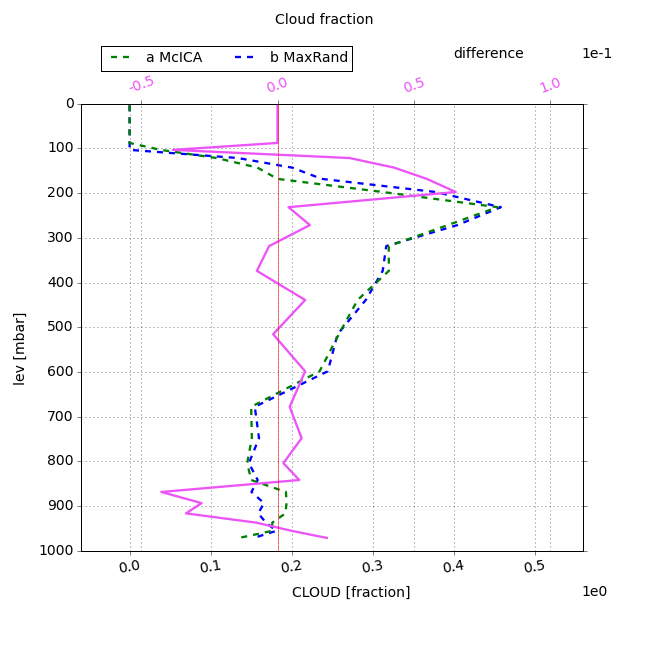 Cloud fraction
a McICA b MaxRand difference 1e-1
-0.5 0.0 0.5 1.0
0
100
200
300
400
500
600
700
800
900
1000
lev [mbar]
0.0 0.1 0.2 0.3 0.4 0.5
CLOUD [fraction] 1e0